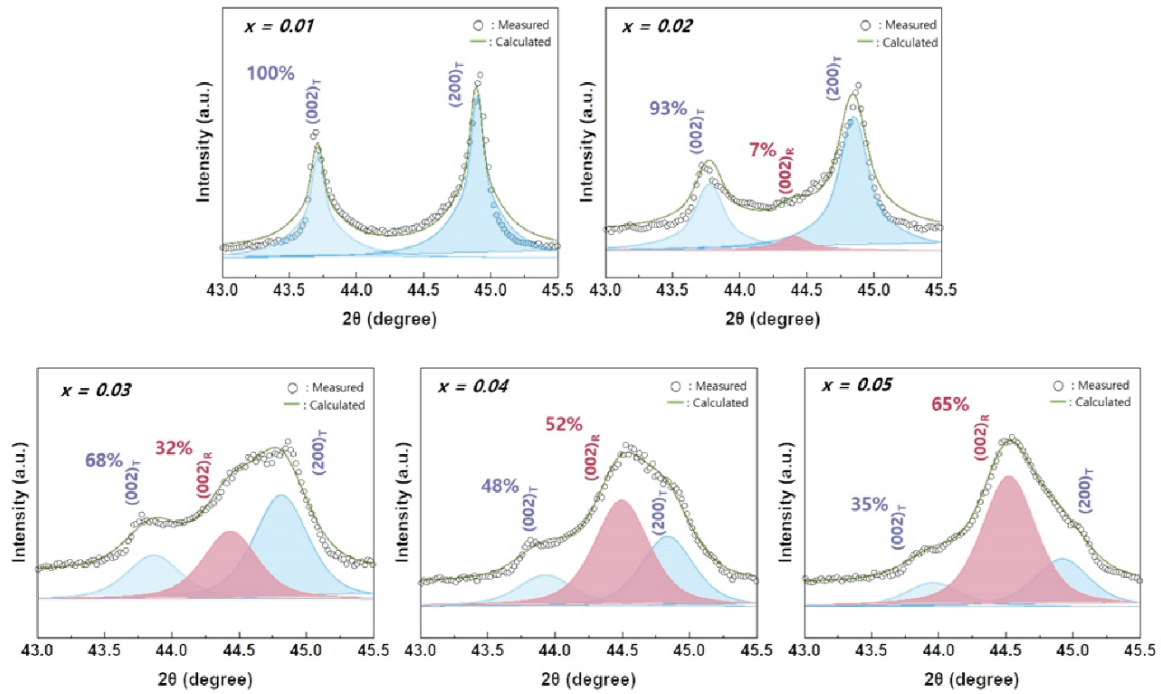 x = 0.01
○ : Measured
— : Calculated
100%
(002)T
(200)T
Intensity (a.u.)
43.0 43.5 44.0 44.5 45.0 45.5
2θ (degree)
x = 0.02
○ : Measured
— : Calculated
93%
(002)T
7%
(002)R
(200)T
Intensity (a.u.)
43.0 43.5 44.0 44.5 45.0 45.5
2θ (degree)
x = 0.03
○ : Measured
— : Calculated
68%
(002)T
32%
(002)R
(200)T
Intensity (a.u.)
43.0 43.5 44.0 44.5 45.0 45.5
2θ (degree)
x = 0.04
○ : Measured
— : Calculated
48%
(002)T
52%
(002)R
(200)T
Intensity (a.u.)
43.0 43.5 44.0 44.5 45.0 45.5
2θ (degree)
x = 0.05
○ : Measured
— : Calculated
35%
(002)T
65%
(002)R
(200)T
Intensity (a.u.)
43.0 43.5 44.0 44.5 45.0 45.5
2θ (degree)